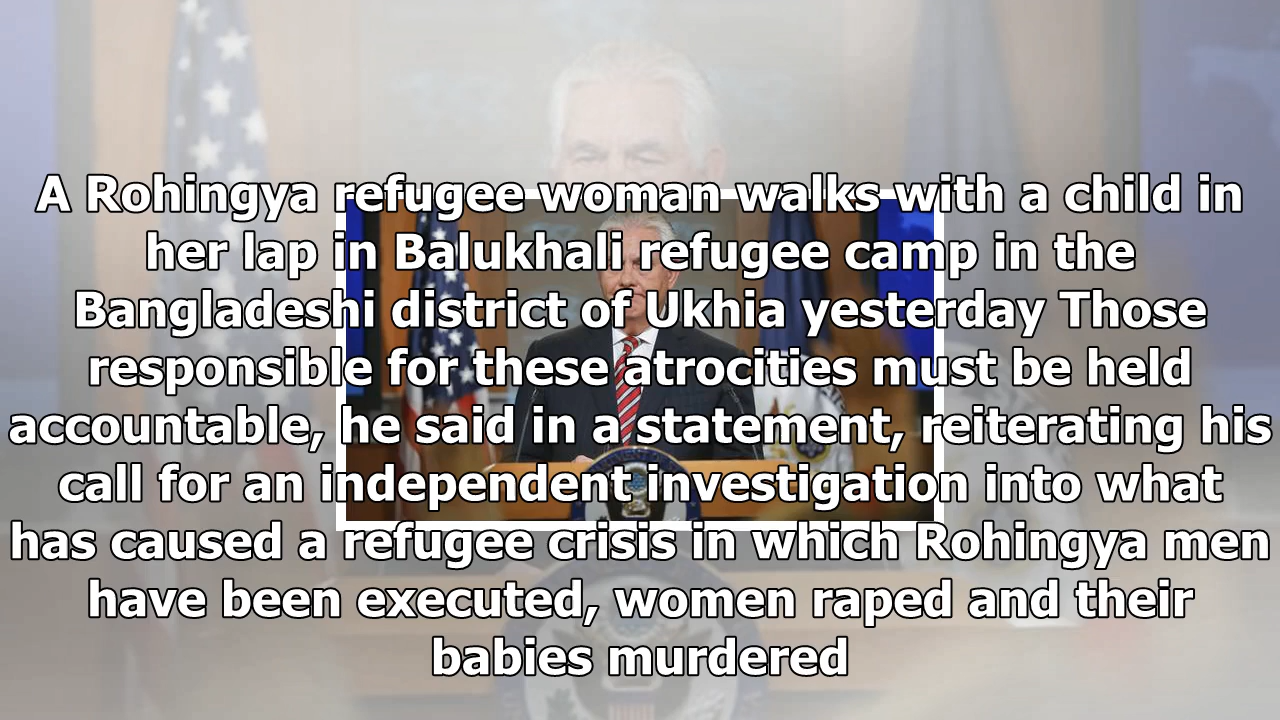 A Rohingya refugee woman walks with a child in
her lap in Balukhali refugee camp in the
Bangladeshi district of Ukhia yesterday Those
responsible for these atrocities must be held
accountable, he said in a statement, reiterating his
call for an independent investigation into what
has caused a refugee crisis in which Rohingya men
have been executed, women raped and their
babies murdered